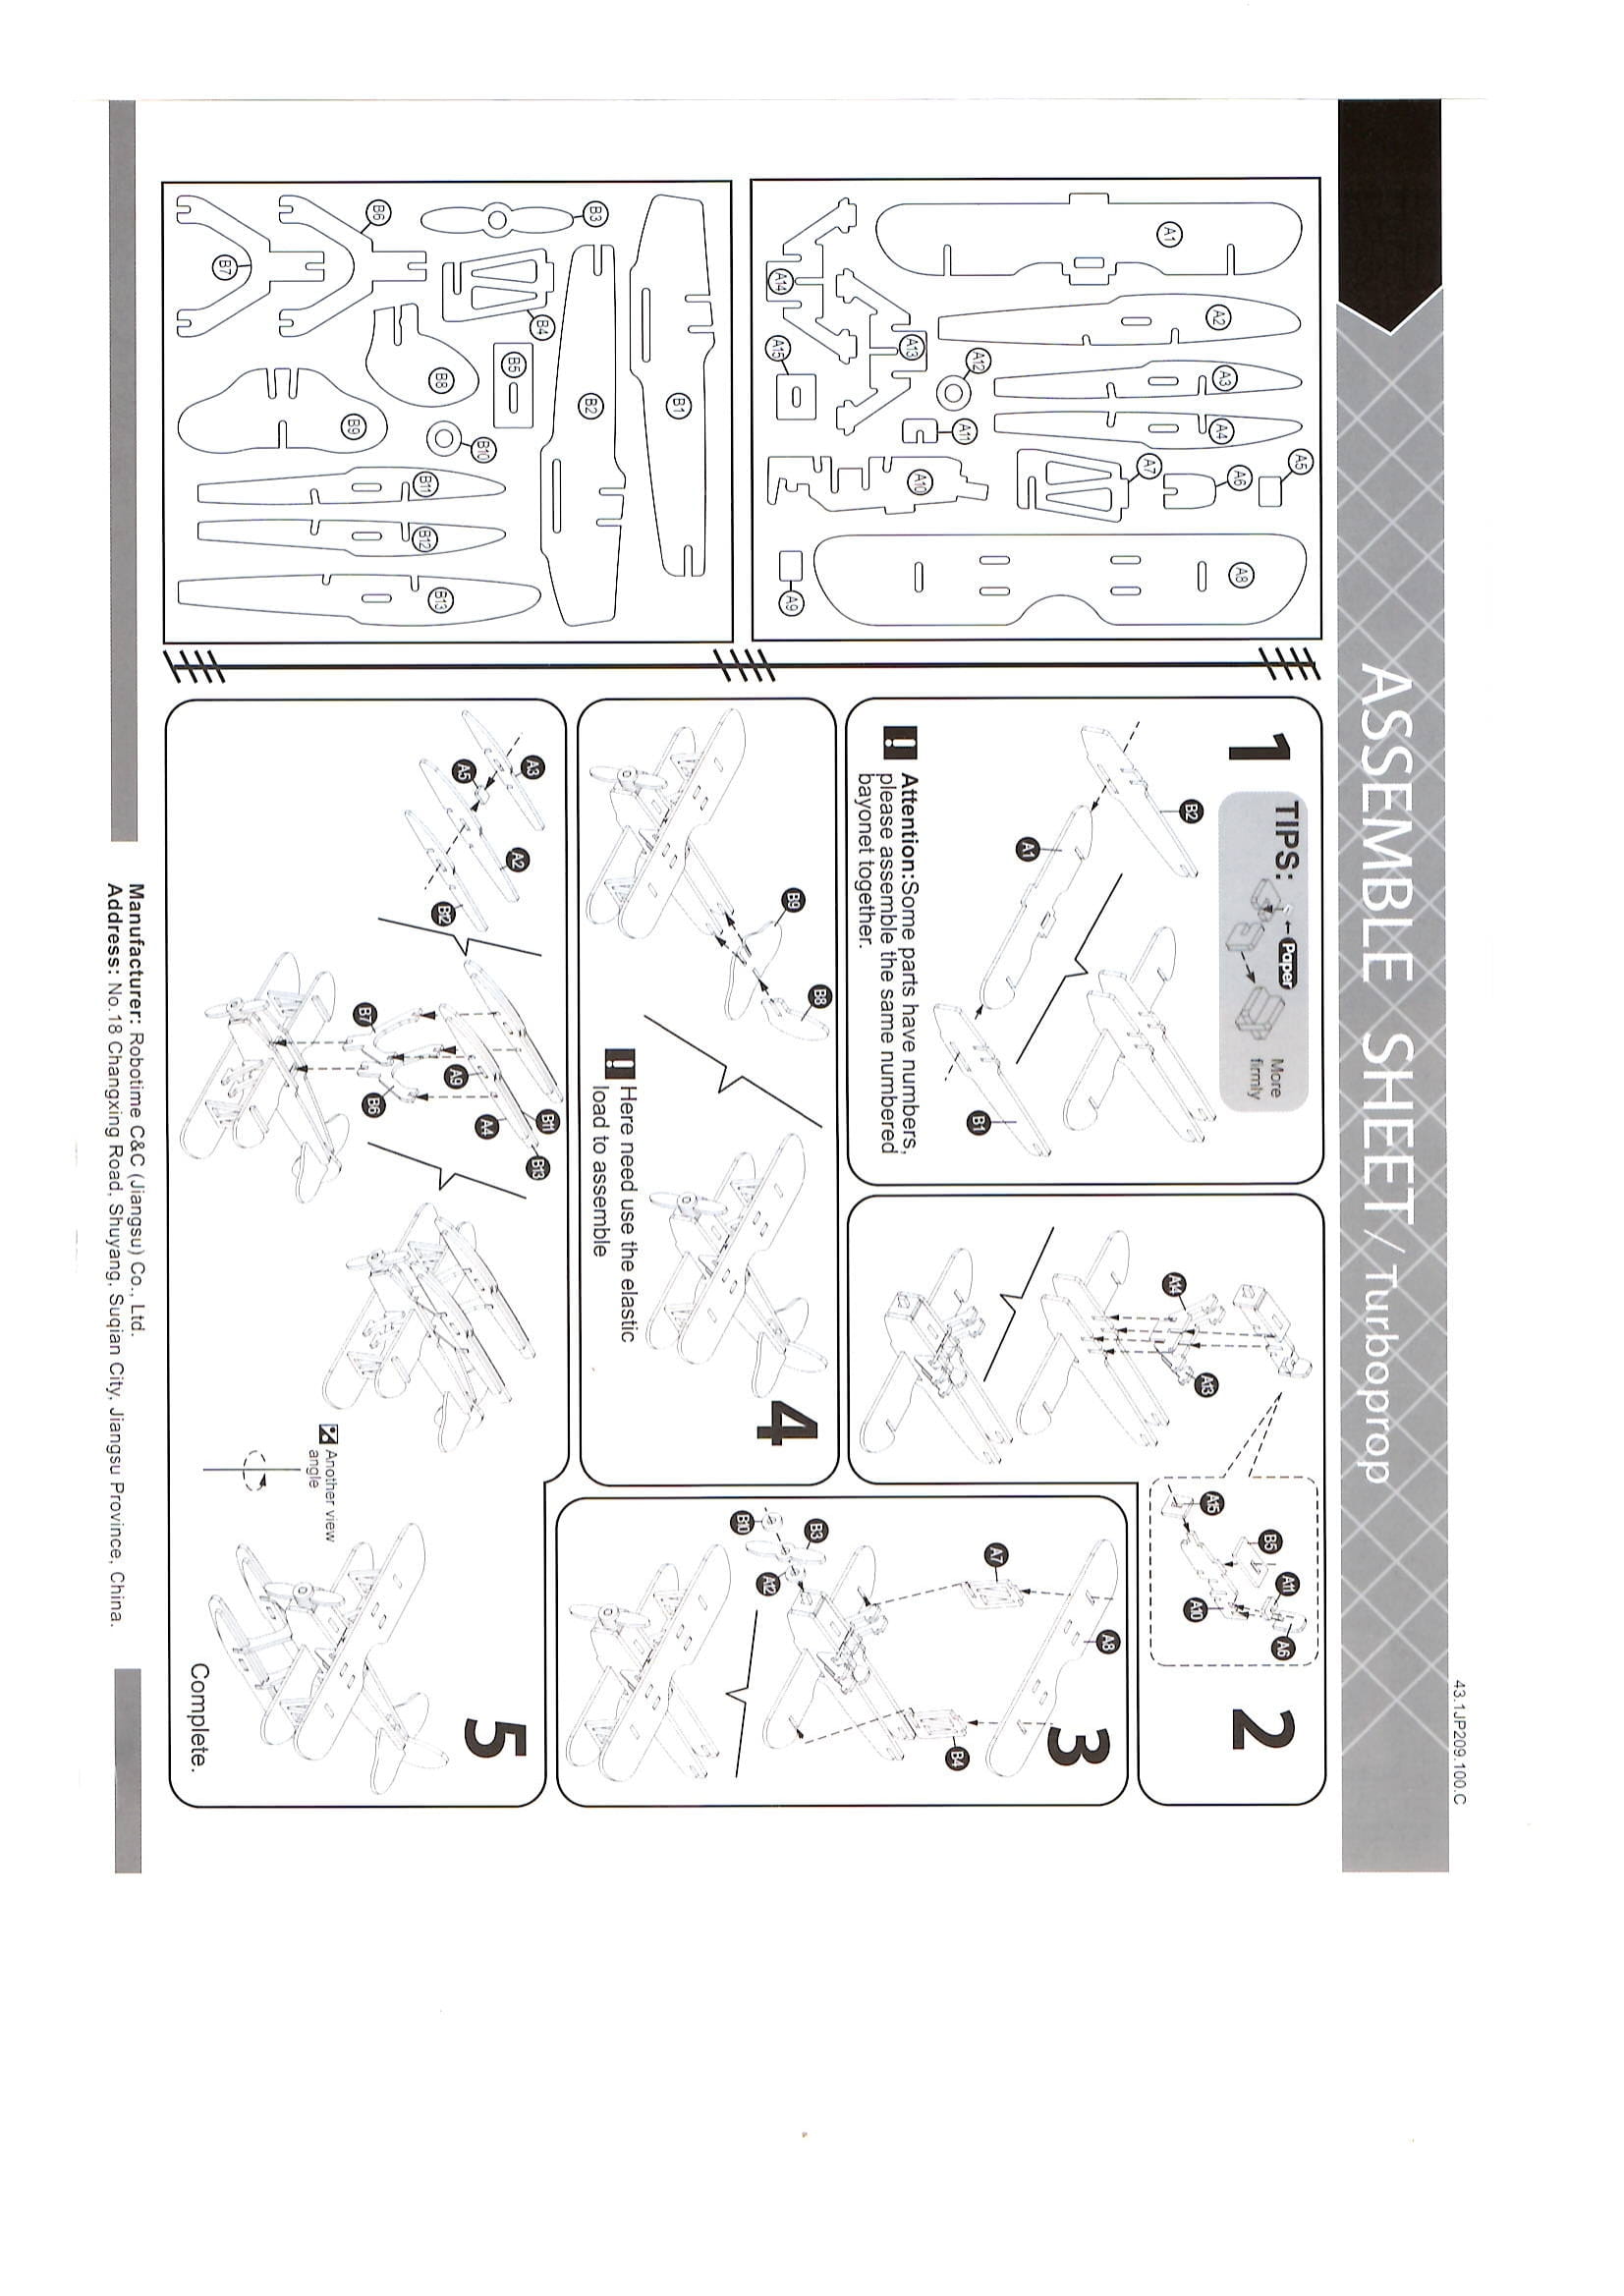 43.1JP209.100.C
ASSEMBLE SHEET / Turboprop
A1
A2
A3
A4
A5
A6
A7
A8
A9
A10
A11
A12
A13
A14
A15
B1
B2
B3
B4
B5
B6
B7
B8
B9
B10
B11
B12
B13
1
TIPS:
Paper
More
firmly
B2
A1
B1
Attention:Some parts have numbers,
please assemble the same numbered
bayonet together.
2
A14
A13
A15
B5
A11
A10
A6
3
B10
B3
A12
A7
A8
B4
4
B9
B8
Here need use the elastic
load to assemble
5
A3
A5
A2
B12
B7
A9
B6
A4
B11
B13
Another view
angle
Complete.
Manufacturer: Robotime C&C (Jiangsu) Co., Ltd.
Address: No.18 Changxing Road, Shuyang, Suqian City, Jiangsu Province, China.